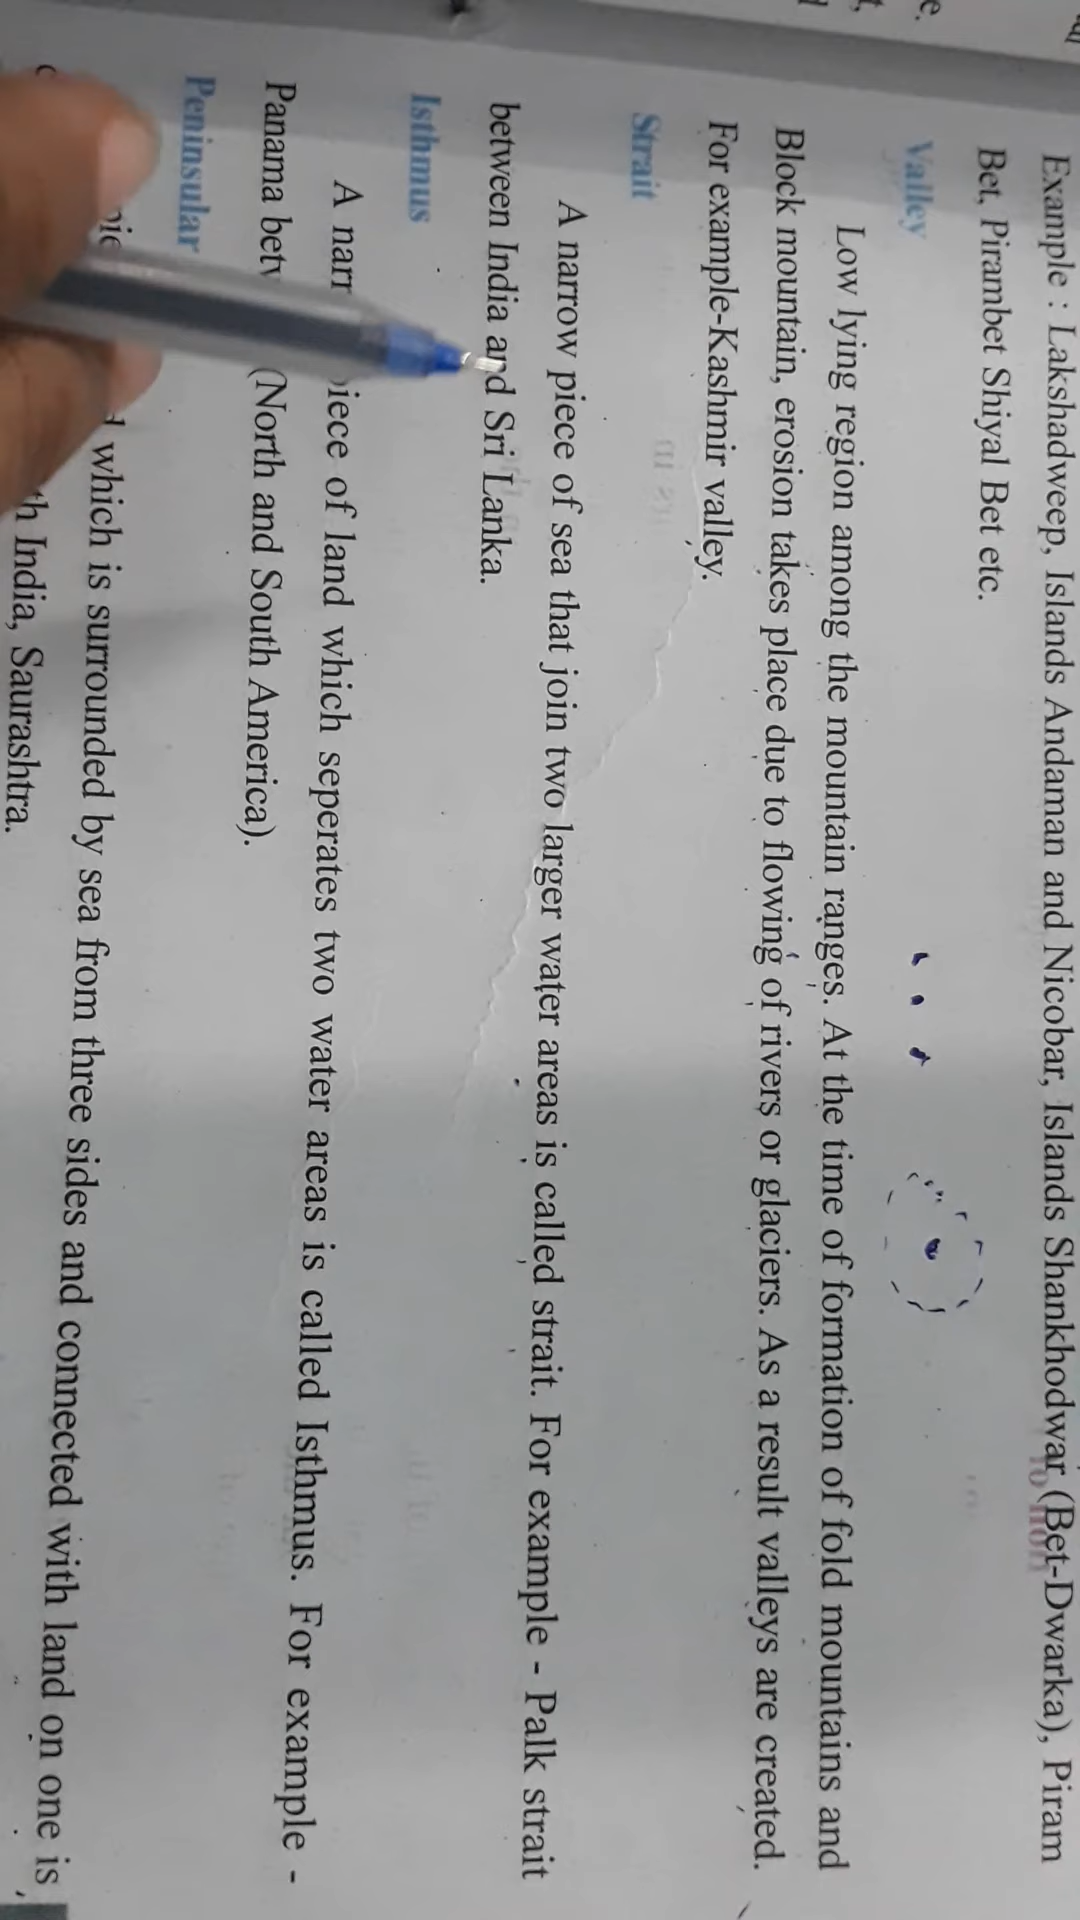 Example : Lakshadweep, Islands Andaman and Nicobar, Islands Shankhodwar (Bet-Dwarka), Piram
Bet, Pirambet Shiyal Bet etc.
Valley
Low lying region among the mountain ranges. At the time of formation of fold mountains and
Block mountain, erosion takes place due to flowing of rivers or glaciers. As a result valleys are created.
For example-Kashmir valley.
Strait
A narrow piece of sea that join two larger water areas is called strait. For example - Palk strait
between India and Sri Lanka.
Isthmus
A narr iece of land which seperates two water areas is called Isthmus. For example -
Panama betw (North and South America).
Peninsular
which is surrounded by sea from three sides and connected with land on one is
th India, Saurashtra.